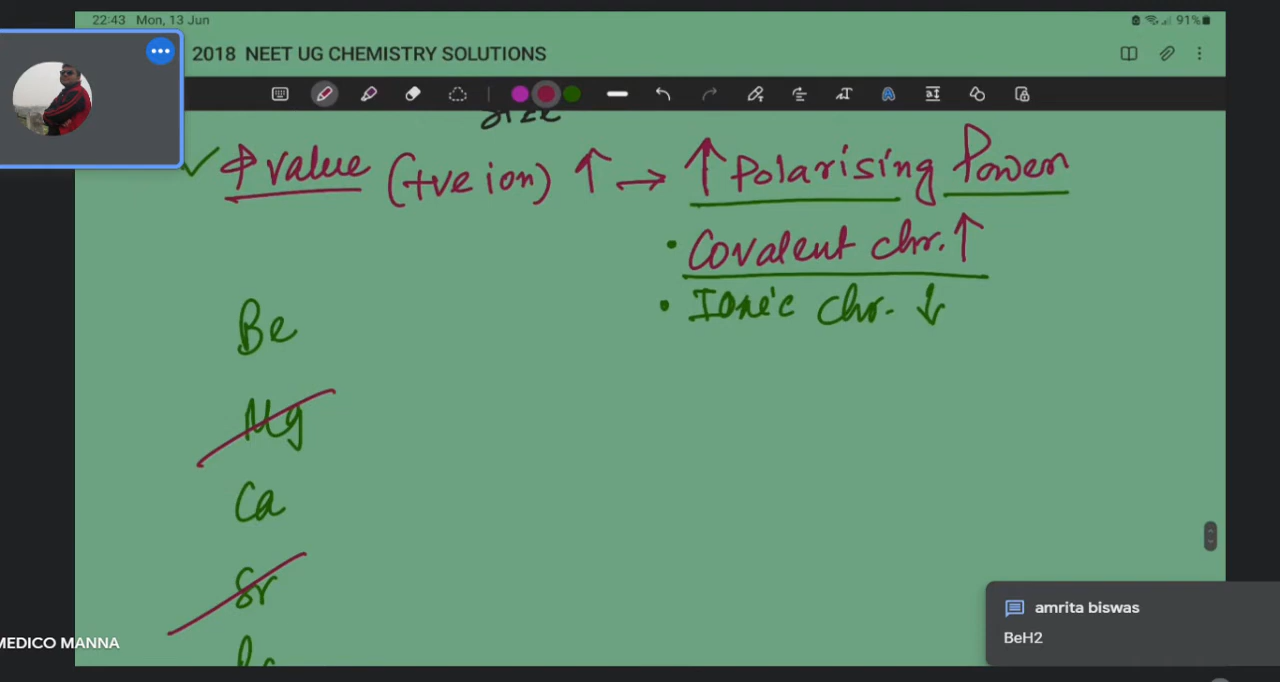 22:43 Mon, 13 Jun
91%
2018 NEET UG CHEMISTRY SOLUTIONS
size
ϕ value (+ve ion) ↑ → ↑ Polarising Power
• Covalent chr. ↑
• Ionic chr. ↓
Be
Mg
Ca
Sr
amrita biswas
BeH2
MEDICO MANNA